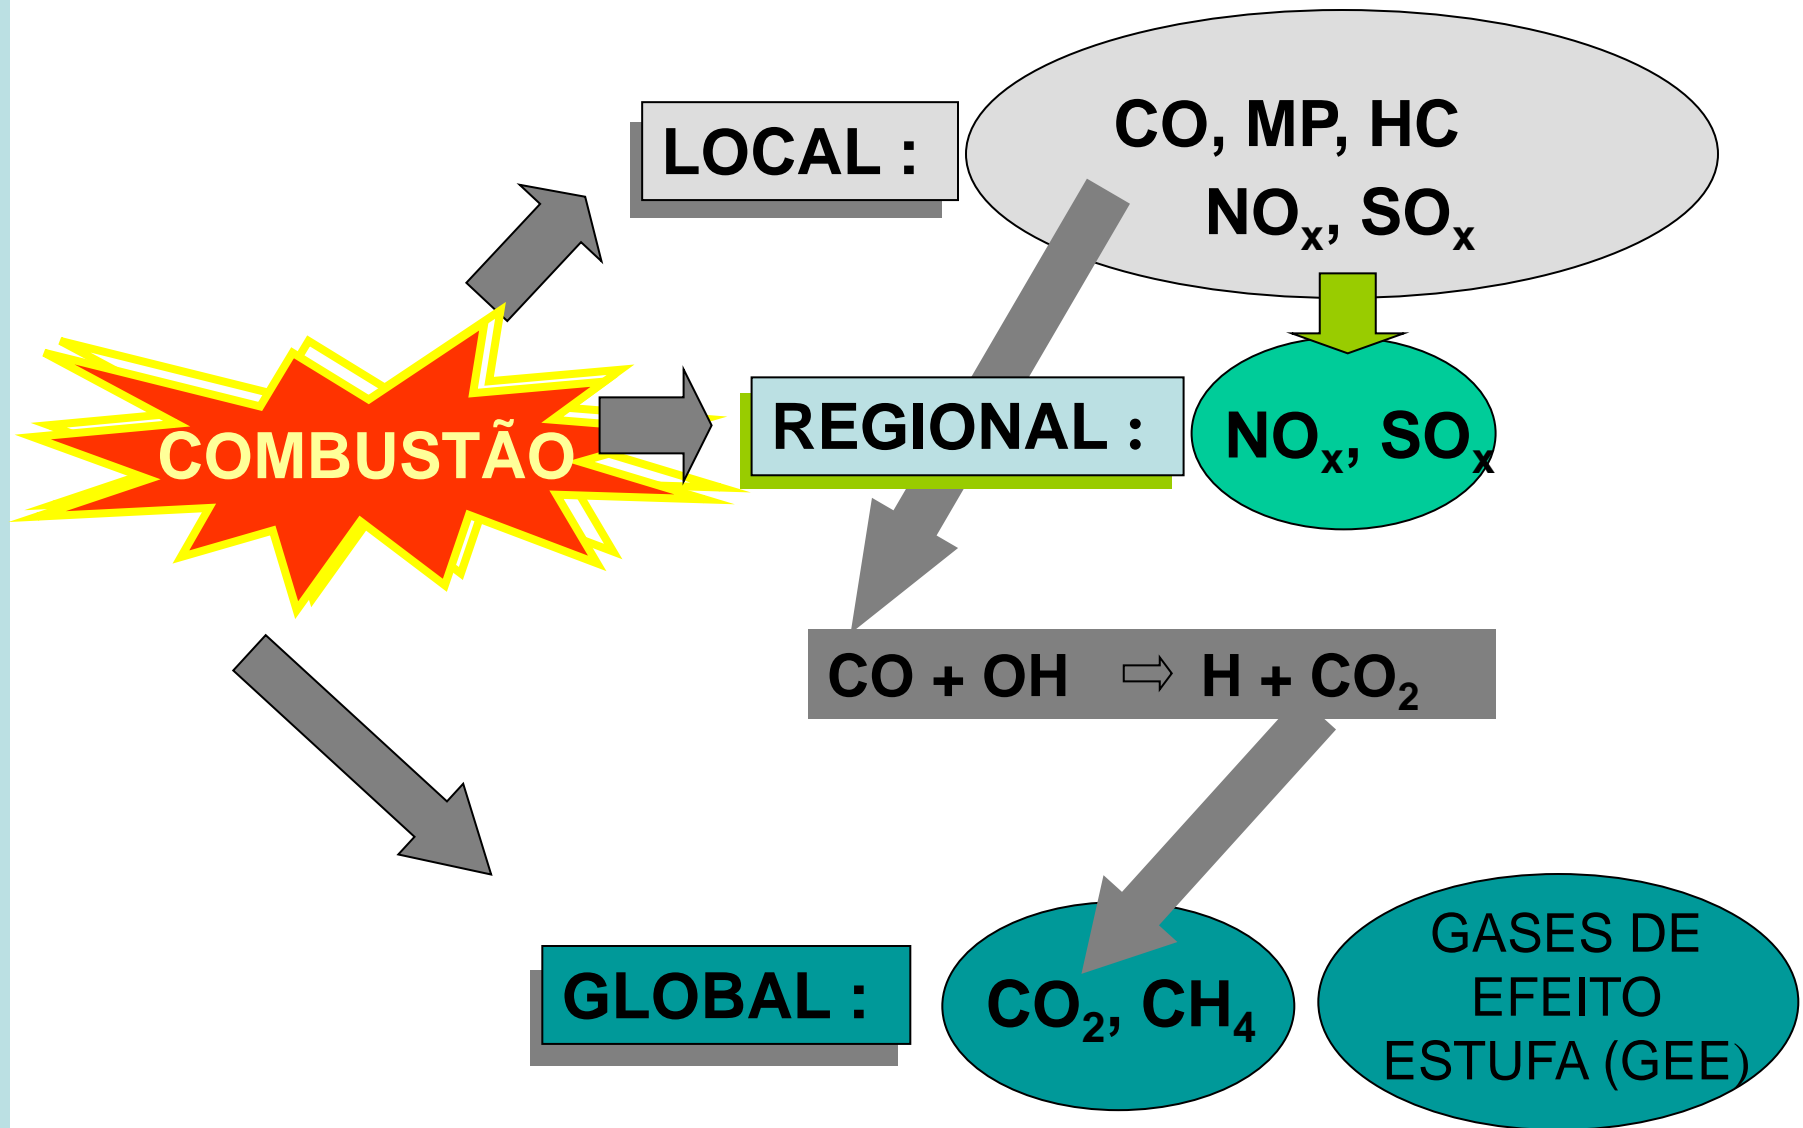 LOCAL :
CO, MP, HC
NOₓ, SOₓ
COMBUSTÃO
REGIONAL :
NOₓ, SOₓ
CO + OH ⇨ H + CO₂
GLOBAL :
CO₂, CH₄
GASES DE
EFEITO
ESTUFA (GEE)